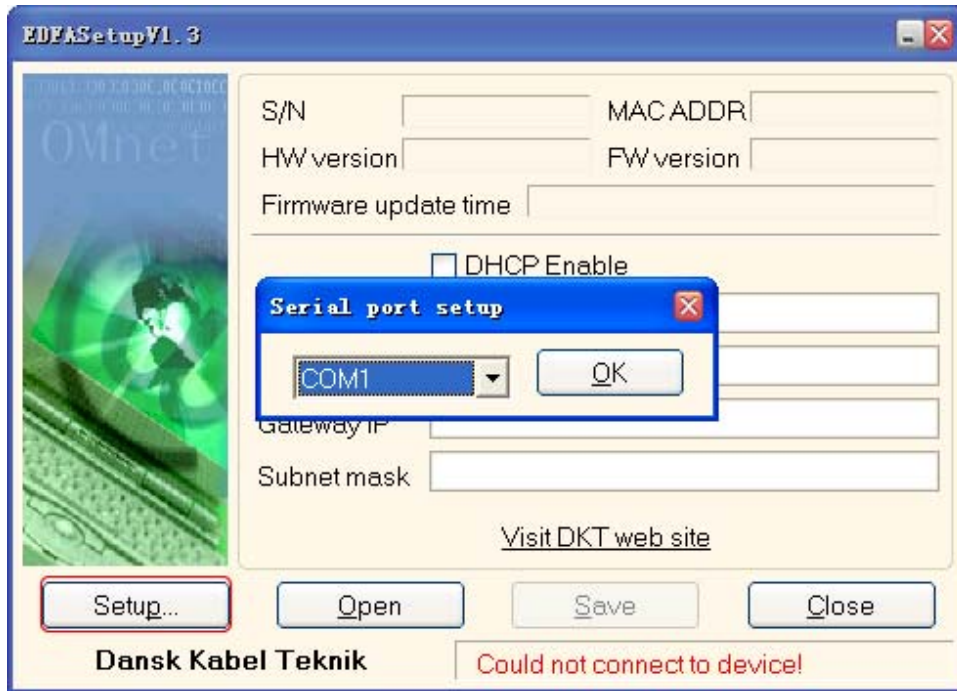 EDFASetupV1.3
OMnet
S/N
MAC ADDR
HW version
FW version
Firmware update time
DHCP Enable
Serial port setup
COM1
OK
Gateway IP
Subnet mask
Visit DKT web site
Setup...
Open
Save
Close
Dansk Kabel Teknik
Could not connect to device!